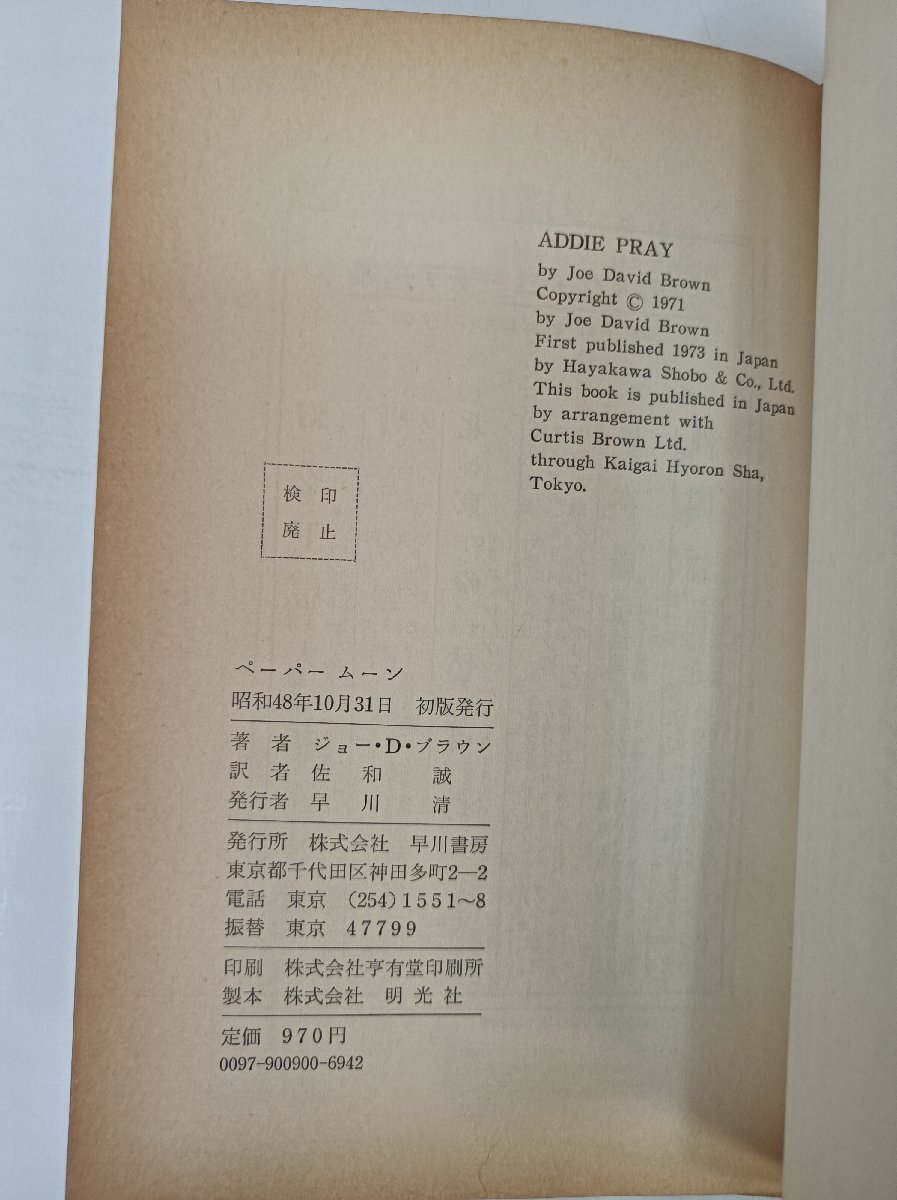 ADDIE PRAY
by Joe David Brown
Copyright © 1971
by Joe David Brown
First published 1973 in Japan
by Hayakawa Shobo & Co., Ltd.
This book is published in Japan
by arrangement with
Curtis Brown Ltd.
through Kaigai Hyoron Sha,
Tokyo.
検印
廃止
ペーパー ムーン
昭和48年10月31日 初版発行
著者 ジョー・D・ブラウン
訳者 佐和誠
発行者 早川清
発行所 株式会社 早川書房
東京都千代田区神田多町2—2
電話 東京 (254)1551〜8
振替 東京 47799
印刷 株式会社亨有堂印刷所
製本 株式会社 明光社
定価 970円
0097-900900-6942